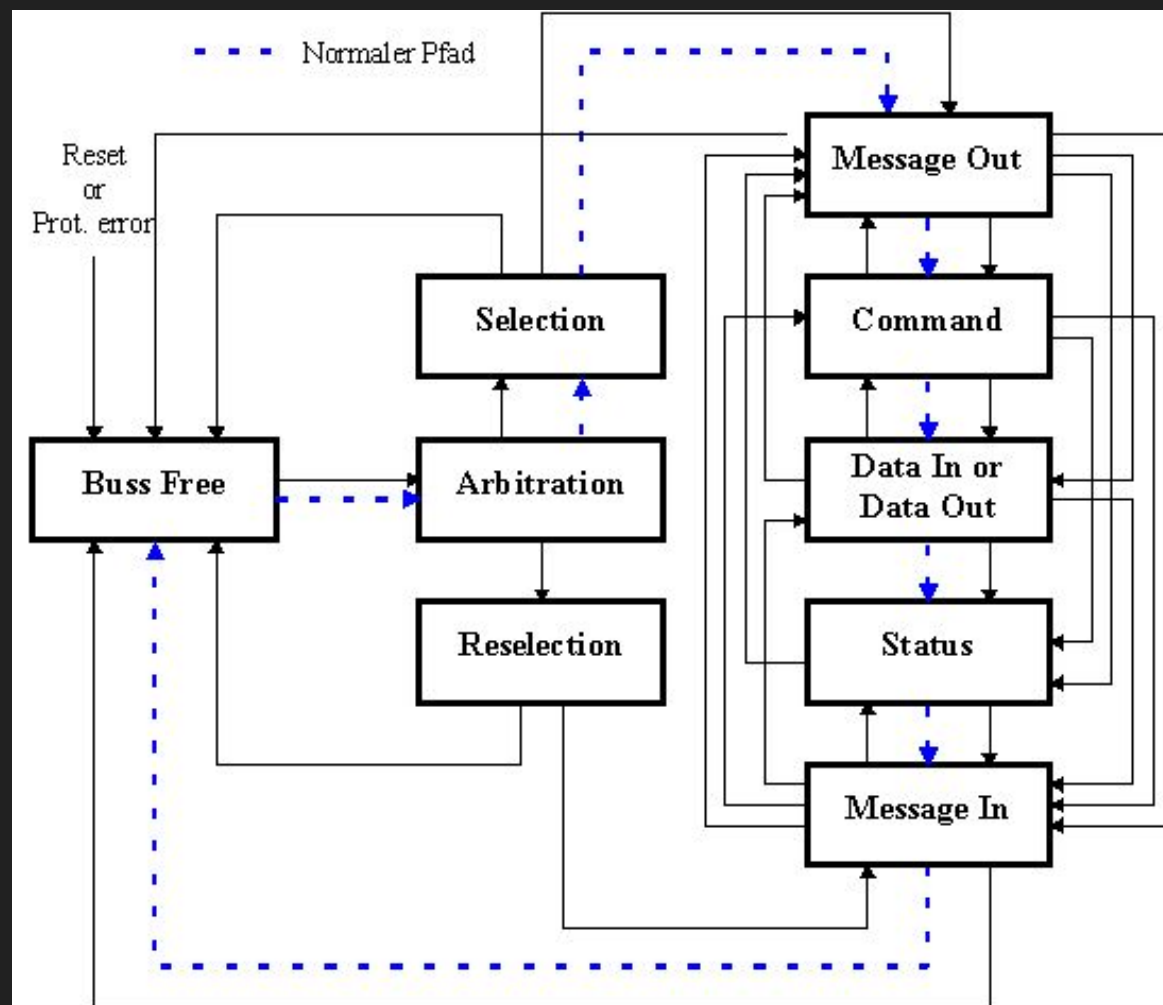 Normaler Pfad
Reset
or
Prot. error
Message Out
Selection
Command
Buss Free
Arbitration
Data In or
Data Out
Reselection
Status
Message In